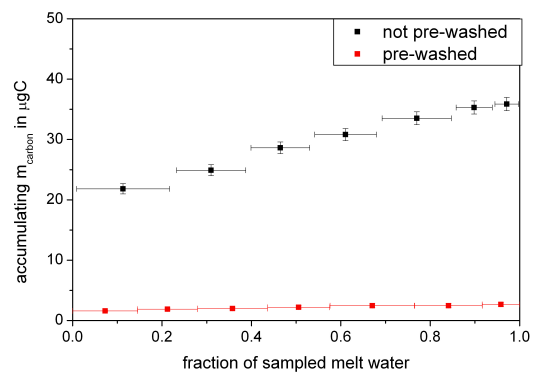 50
40
30
20
10
0
accumulating m_carbon in μgC
not pre-washed
pre-washed
0.0 0.2 0.4 0.6 0.8 1.0
fraction of sampled melt water